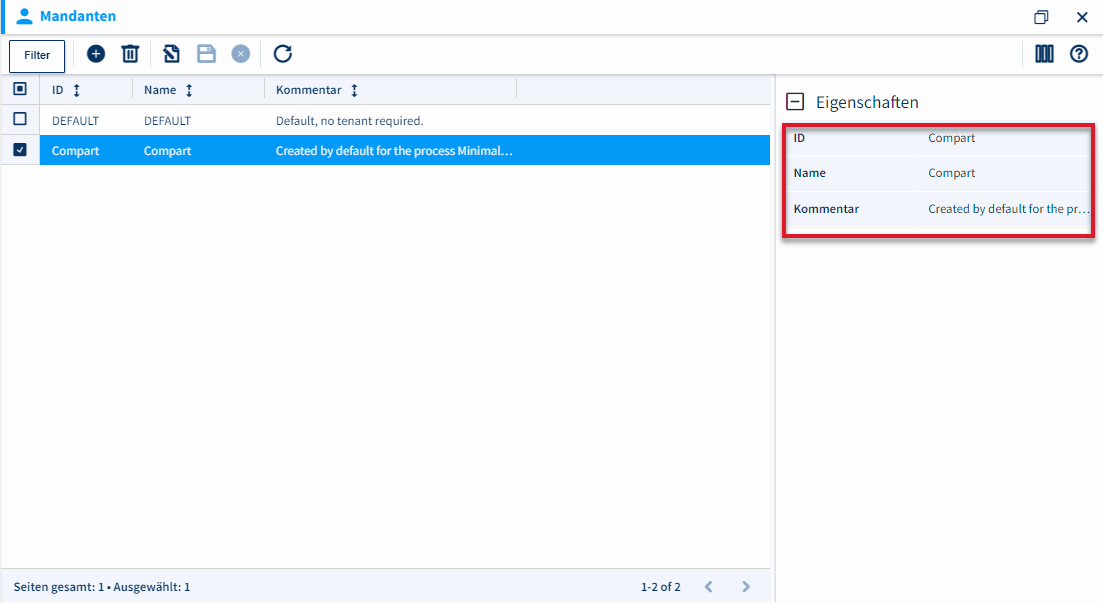 Mandanten
Filter
ID Name Kommentar
DEFAULT DEFAULT Default, no tenant required.
Compart Compart Created by default for the process Minimal...
Eigenschaften
ID Compart
Name Compart
Kommentar Created by default for the pr...
Seiten gesamt: 1 • Ausgewählt: 1
1-2 of 2